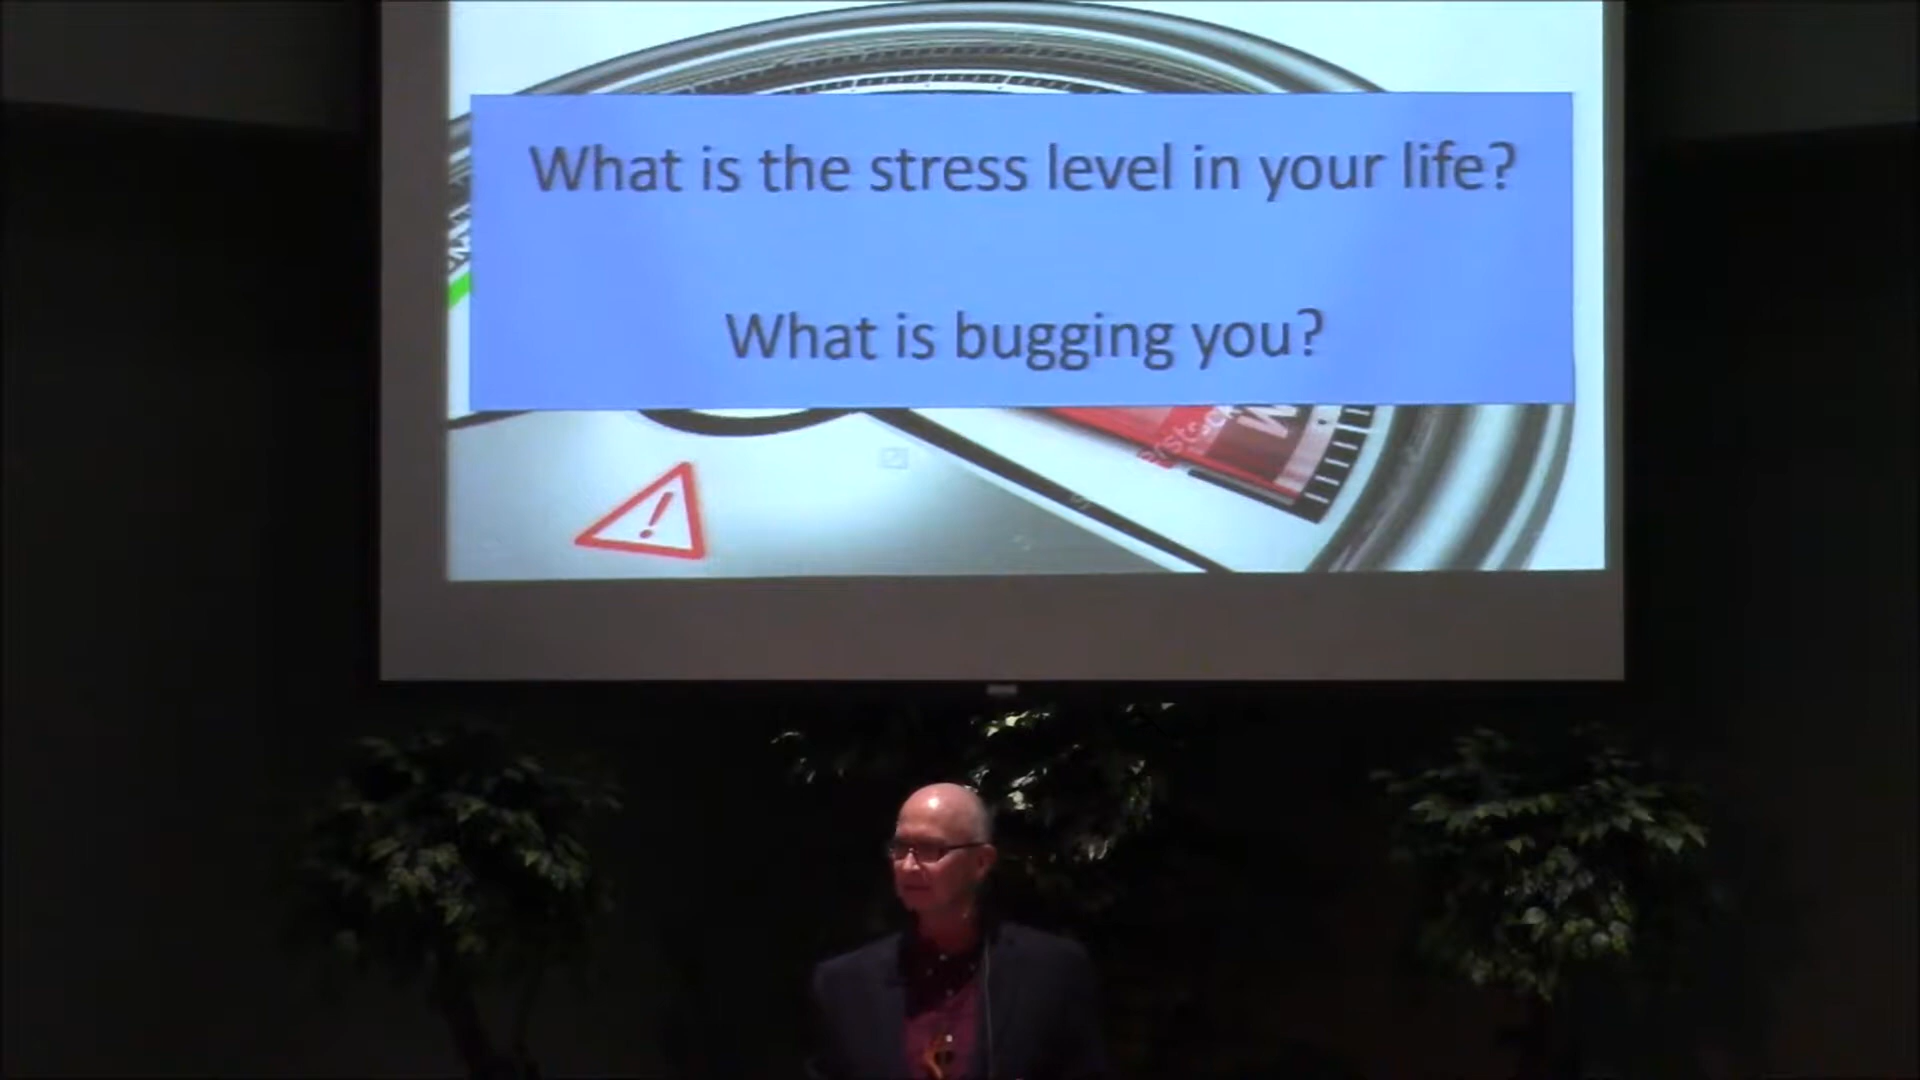 What is the stress level in your life?
What is bugging you?